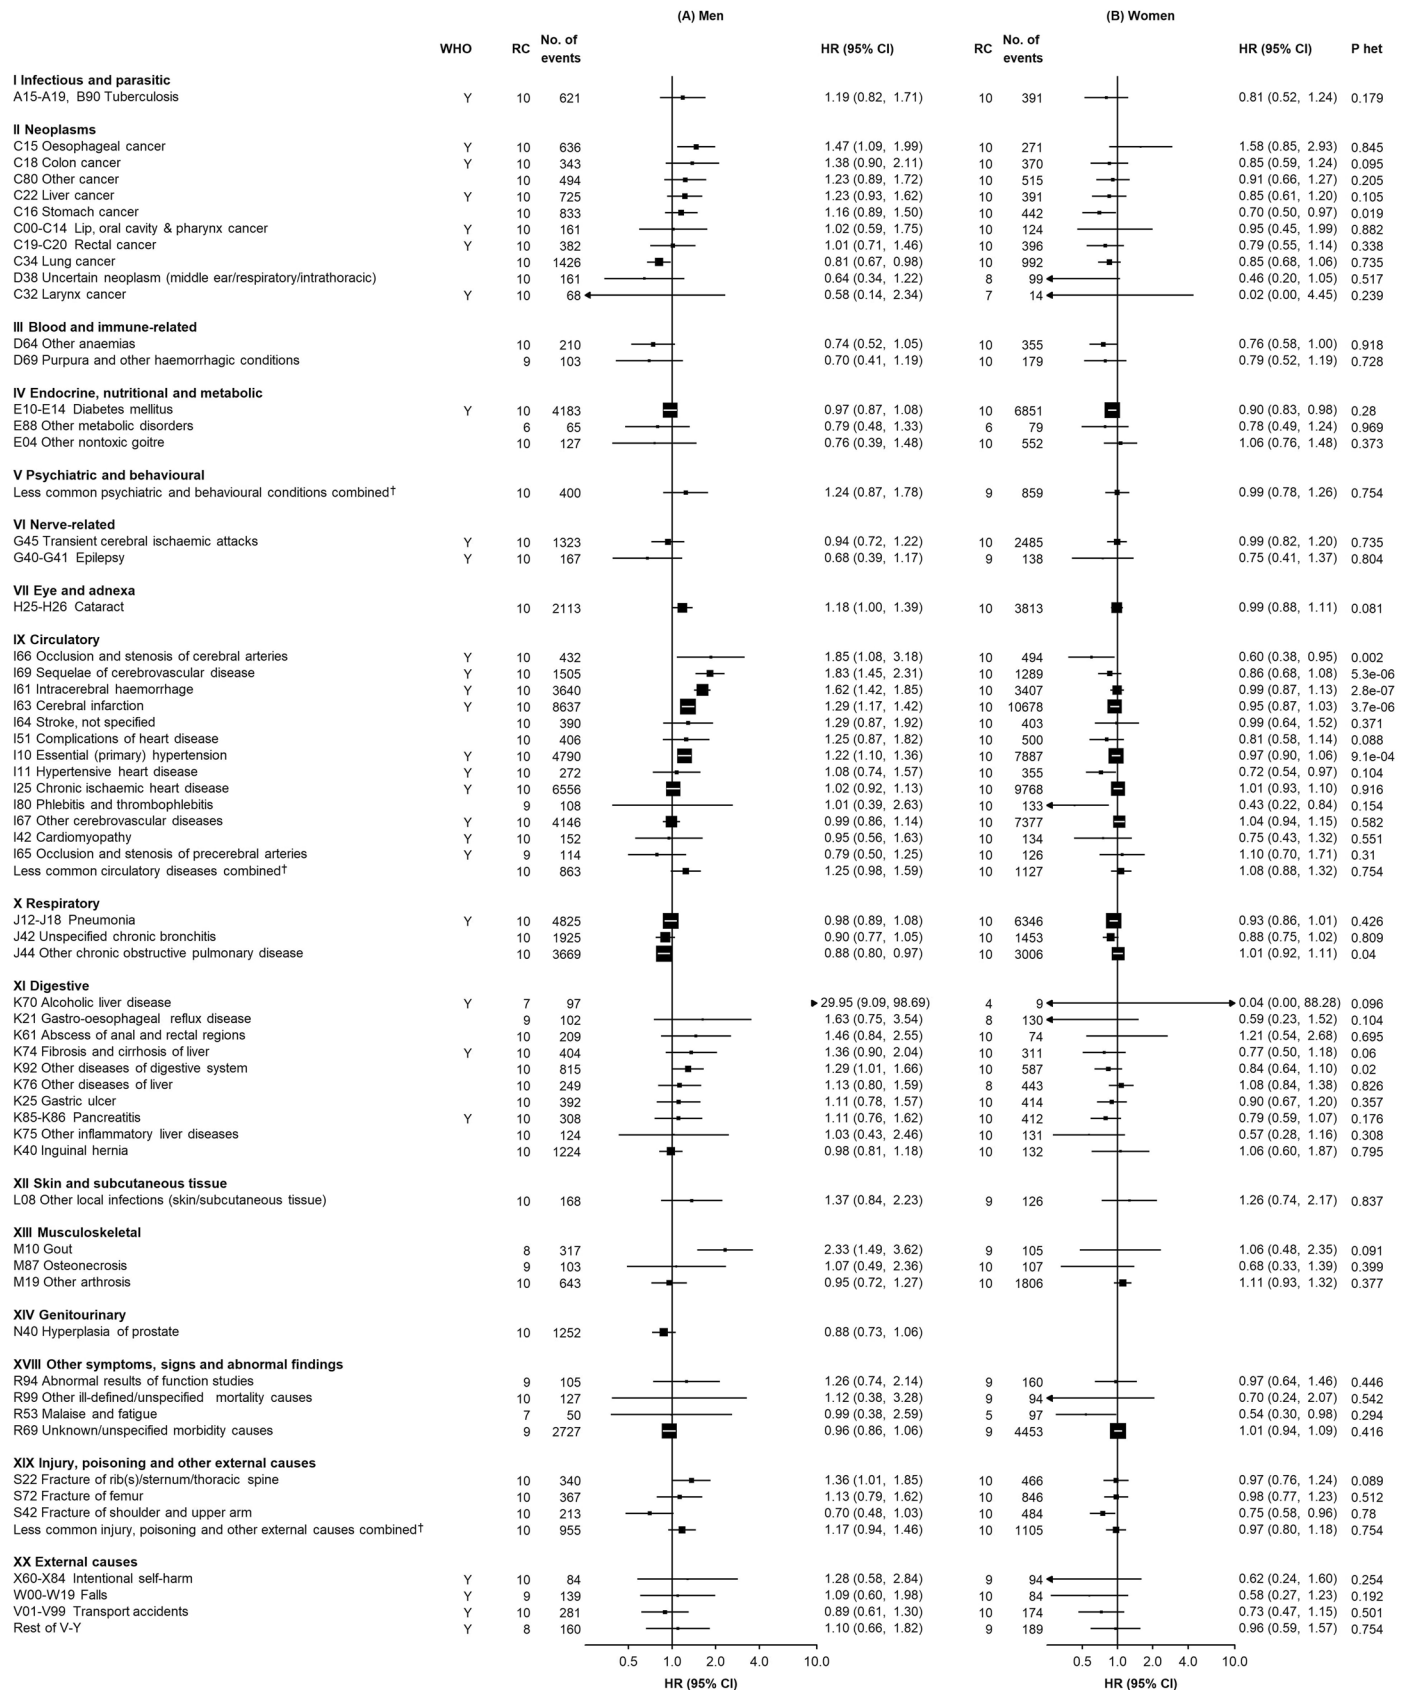 (A) Men (B) Women
WHO RC No. of events HR (95% CI) RC No. of events HR (95% CI) P het
I Infectious and parasitic
A15-A19, B90 Tuberculosis Y 10 621 1.19 (0.82, 1.71) 10 391 0.81 (0.52, 1.24) 0.179
II Neoplasms
C15 Oesophageal cancer Y 10 636 1.47 (1.09, 1.99) 10 271 1.58 (0.85, 2.93) 0.845
C18 Colon cancer Y 10 343 1.38 (0.90, 2.11) 10 370 0.85 (0.59, 1.24) 0.095
C80 Other cancer 10 494 1.23 (0.89, 1.72) 10 515 0.91 (0.66, 1.27) 0.205
C22 Liver cancer Y 10 725 1.23 (0.93, 1.62) 10 391 0.85 (0.61, 1.20) 0.105
C16 Stomach cancer 10 833 1.16 (0.89, 1.50) 10 442 0.70 (0.50, 0.97) 0.019
C00-C14 Lip, oral cavity & pharynx cancer Y 10 161 1.02 (0.59, 1.75) 10 124 0.95 (0.45, 1.99) 0.882
C19-C20 Rectal cancer Y 10 382 1.01 (0.71, 1.46) 10 396 0.79 (0.55, 1.14) 0.338
C34 Lung cancer 10 1426 0.81 (0.67, 0.98) 10 992 0.85 (0.68, 1.06) 0.735
D38 Uncertain neoplasm (middle ear/respiratory/intrathoracic) 10 161 0.64 (0.34, 1.22) 8 99 0.46 (0.20, 1.05) 0.517
C32 Larynx cancer Y 10 68 0.58 (0.14, 2.34) 7 14 0.02 (0.00, 4.45) 0.239
III Blood and immune-related
D64 Other anaemias 10 210 0.74 (0.52, 1.05) 10 355 0.76 (0.58, 1.00) 0.918
D69 Purpura and other haemorrhagic conditions 9 103 0.70 (0.41, 1.19) 10 179 0.79 (0.52, 1.19) 0.728
IV Endocrine, nutritional and metabolic
E10-E14 Diabetes mellitus Y 10 4183 0.97 (0.87, 1.08) 10 6851 0.90 (0.83, 0.98) 0.28
E88 Other metabolic disorders 6 65 0.79 (0.48, 1.33) 6 79 0.78 (0.49, 1.24) 0.969
E04 Other nontoxic goitre 10 127 0.76 (0.39, 1.48) 10 552 1.06 (0.76, 1.48) 0.373
V Psychiatric and behavioural
Less common psychiatric and behavioural conditions combined† 10 400 1.24 (0.87, 1.78) 9 859 0.99 (0.78, 1.26) 0.754
VI Nerve-related
G45 Transient cerebral ischaemic attacks Y 10 1323 0.94 (0.72, 1.22) 10 2485 0.99 (0.82, 1.20) 0.735
G40-G41 Epilepsy Y 10 167 0.68 (0.39, 1.17) 9 138 0.75 (0.41, 1.37) 0.804
VII Eye and adnexa
H25-H26 Cataract 10 2113 1.18 (1.00, 1.39) 10 3813 0.99 (0.88, 1.11) 0.081
IX Circulatory
I66 Occlusion and stenosis of cerebral arteries Y 10 432 1.85 (1.08, 3.18) 10 494 0.60 (0.38, 0.95) 0.002
I69 Sequelae of cerebrovascular disease Y 10 1505 1.83 (1.45, 2.31) 10 1289 0.86 (0.68, 1.08) 5.3e-06
I61 Intracerebral haemorrhage Y 10 3640 1.62 (1.42, 1.85) 10 3407 0.99 (0.87, 1.13) 2.8e-07
I63 Cerebral infarction Y 10 8637 1.29 (1.17, 1.42) 10 10678 0.95 (0.87, 1.03) 3.7e-06
I64 Stroke, not specified 10 390 1.29 (0.87, 1.92) 10 403 0.99 (0.64, 1.52) 0.371
I51 Complications of heart disease 10 406 1.25 (0.87, 1.82) 10 500 0.81 (0.58, 1.14) 0.088
I10 Essential (primary) hypertension Y 10 4790 1.22 (1.10, 1.36) 10 7887 0.97 (0.90, 1.06) 9.1e-04
I11 Hypertensive heart disease Y 10 272 1.08 (0.74, 1.57) 10 355 0.72 (0.54, 0.97) 0.104
I25 Chronic ischaemic heart disease Y 10 6556 1.02 (0.92, 1.13) 10 9768 1.01 (0.93, 1.10) 0.916
I80 Phlebitis and thrombophlebitis 9 108 1.01 (0.39, 2.63) 10 133 0.43 (0.22, 0.84) 0.154
I67 Other cerebrovascular diseases Y 10 4146 0.99 (0.86, 1.14) 10 7377 1.04 (0.94, 1.15) 0.582
I42 Cardiomyopathy Y 10 152 0.95 (0.56, 1.63) 10 134 0.75 (0.43, 1.32) 0.551
I65 Occlusion and stenosis of precerebral arteries Y 9 114 0.79 (0.50, 1.25) 10 126 1.10 (0.70, 1.71) 0.31
Less common circulatory diseases combined† 10 863 1.25 (0.98, 1.59) 10 1127 1.08 (0.88, 1.32) 0.754
X Respiratory
J12-J18 Pneumonia Y 10 4825 0.98 (0.89, 1.08) 10 6346 0.93 (0.86, 1.01) 0.426
J42 Unspecified chronic bronchitis 10 1925 0.90 (0.77, 1.05) 10 1453 0.88 (0.75, 1.02) 0.809
J44 Other chronic obstructive pulmonary disease 10 3669 0.88 (0.80, 0.97) 10 3006 1.01 (0.92, 1.11) 0.04
XI Digestive
K70 Alcoholic liver disease Y 7 97 29.95 (9.09, 98.69) 4 9 0.04 (0.00, 88.28) 0.096
K21 Gastro-oesophageal reflux disease 9 102 1.63 (0.75, 3.54) 8 130 0.59 (0.23, 1.52) 0.104
K61 Abscess of anal and rectal regions 10 209 1.46 (0.84, 2.55) 10 74 1.21 (0.54, 2.68) 0.695
K74 Fibrosis and cirrhosis of liver Y 10 404 1.36 (0.90, 2.04) 10 311 0.77 (0.50, 1.18) 0.06
K92 Other diseases of digestive system 10 815 1.29 (1.01, 1.66) 10 587 0.84 (0.64, 1.10) 0.02
K76 Other diseases of liver 10 249 1.13 (0.80, 1.59) 8 443 1.08 (0.84, 1.38) 0.826
K25 Gastric ulcer 10 392 1.11 (0.78, 1.57) 10 414 0.90 (0.67, 1.20) 0.357
K85-K86 Pancreatitis Y 10 308 1.11 (0.76, 1.62) 10 412 0.79 (0.59, 1.07) 0.176
K75 Other inflammatory liver diseases 10 124 1.03 (0.43, 2.46) 10 131 0.57 (0.28, 1.16) 0.308
K40 Inguinal hernia 10 1224 0.98 (0.81, 1.18) 10 132 1.06 (0.60, 1.87) 0.795
XII Skin and subcutaneous tissue
L08 Other local infections (skin/subcutaneous tissue) 10 168 1.37 (0.84, 2.23) 9 126 1.26 (0.74, 2.17) 0.837
XIII Musculoskeletal
M10 Gout 8 317 2.33 (1.49, 3.62) 9 105 1.06 (0.48, 2.35) 0.091
M87 Osteonecrosis 9 103 1.07 (0.49, 2.36) 10 107 0.68 (0.33, 1.39) 0.399
M19 Other arthrosis 10 643 0.95 (0.72, 1.27) 10 1806 1.11 (0.93, 1.32) 0.377
XIV Genitourinary
N40 Hyperplasia of prostate 10 1252 0.88 (0.73, 1.06)
XVIII Other symptoms, signs and abnormal findings
R94 Abnormal results of function studies 9 105 1.26 (0.74, 2.14) 9 160 0.97 (0.64, 1.46) 0.446
R99 Other ill-defined/unspecified mortality causes 10 127 1.12 (0.38, 3.28) 9 94 0.70 (0.24, 2.07) 0.542
R53 Malaise and fatigue 7 50 0.99 (0.38, 2.59) 5 97 0.54 (0.30, 0.98) 0.294
R69 Unknown/unspecified morbidity causes 9 2727 0.96 (0.86, 1.06) 9 4453 1.01 (0.94, 1.09) 0.416
XIX Injury, poisoning and other external causes
S22 Fracture of rib(s)/sternum/thoracic spine 10 340 1.36 (1.01, 1.85) 10 466 0.97 (0.76, 1.24) 0.089
S72 Fracture of femur 10 367 1.13 (0.79, 1.62) 10 846 0.98 (0.77, 1.23) 0.512
S42 Fracture of shoulder and upper arm 10 213 0.70 (0.48, 1.03) 10 484 0.75 (0.58, 0.96) 0.78
Less common injury, poisoning and other external causes combined† 10 955 1.17 (0.94, 1.46) 10 1105 0.97 (0.80, 1.18) 0.754
XX External causes
X60-X84 Intentional self-harm Y 10 84 1.28 (0.58, 2.84) 9 94 0.62 (0.24, 1.60) 0.254
W00-W19 Falls Y 9 139 1.09 (0.60, 1.98) 10 84 0.58 (0.27, 1.23) 0.192
V01-V99 Transport accidents Y 10 281 0.89 (0.61, 1.30) 10 174 0.73 (0.47, 1.15) 0.501
Rest of V-Y Y 8 160 1.10 (0.66, 1.82) 9 189 0.96 (0.59, 1.57) 0.754
0.5 1.0 2.0 4.0 10.0 0.5 1.0 2.0 4.0 10.0
HR (95% CI) HR (95% CI)